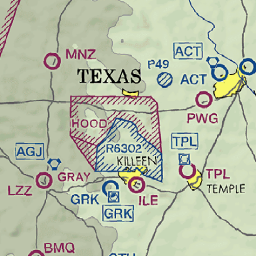 MNZ
P49
ACT
TEXAS
ACT
HOOD
PWG
R6302
KILLEEN
TPL
AGJ
GRAY
LZZ
TPL
TEMPLE
GRK
ILE
GRK
BMQ